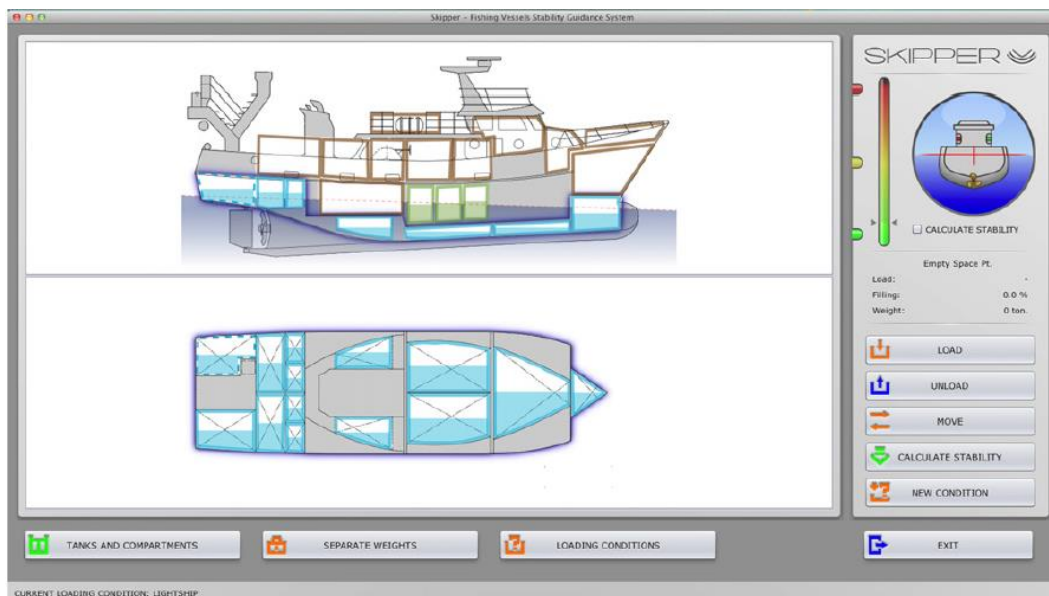 Skipper - Fishing Vessels Stability Guidance System
SKIPPER
CALCULATE STABILITY
Empty Space Pt.
Load: -
Filling: 0.0 %
Weight: 0 ton.
LOAD
UNLOAD
MOVE
CALCULATE STABILITY
NEW CONDITION
TANKS AND COMPARTMENTS
SEPARATE WEIGHTS
LOADING CONDITIONS
EXIT
CURRENT LOADING CONDITION: LIGHTSHIP